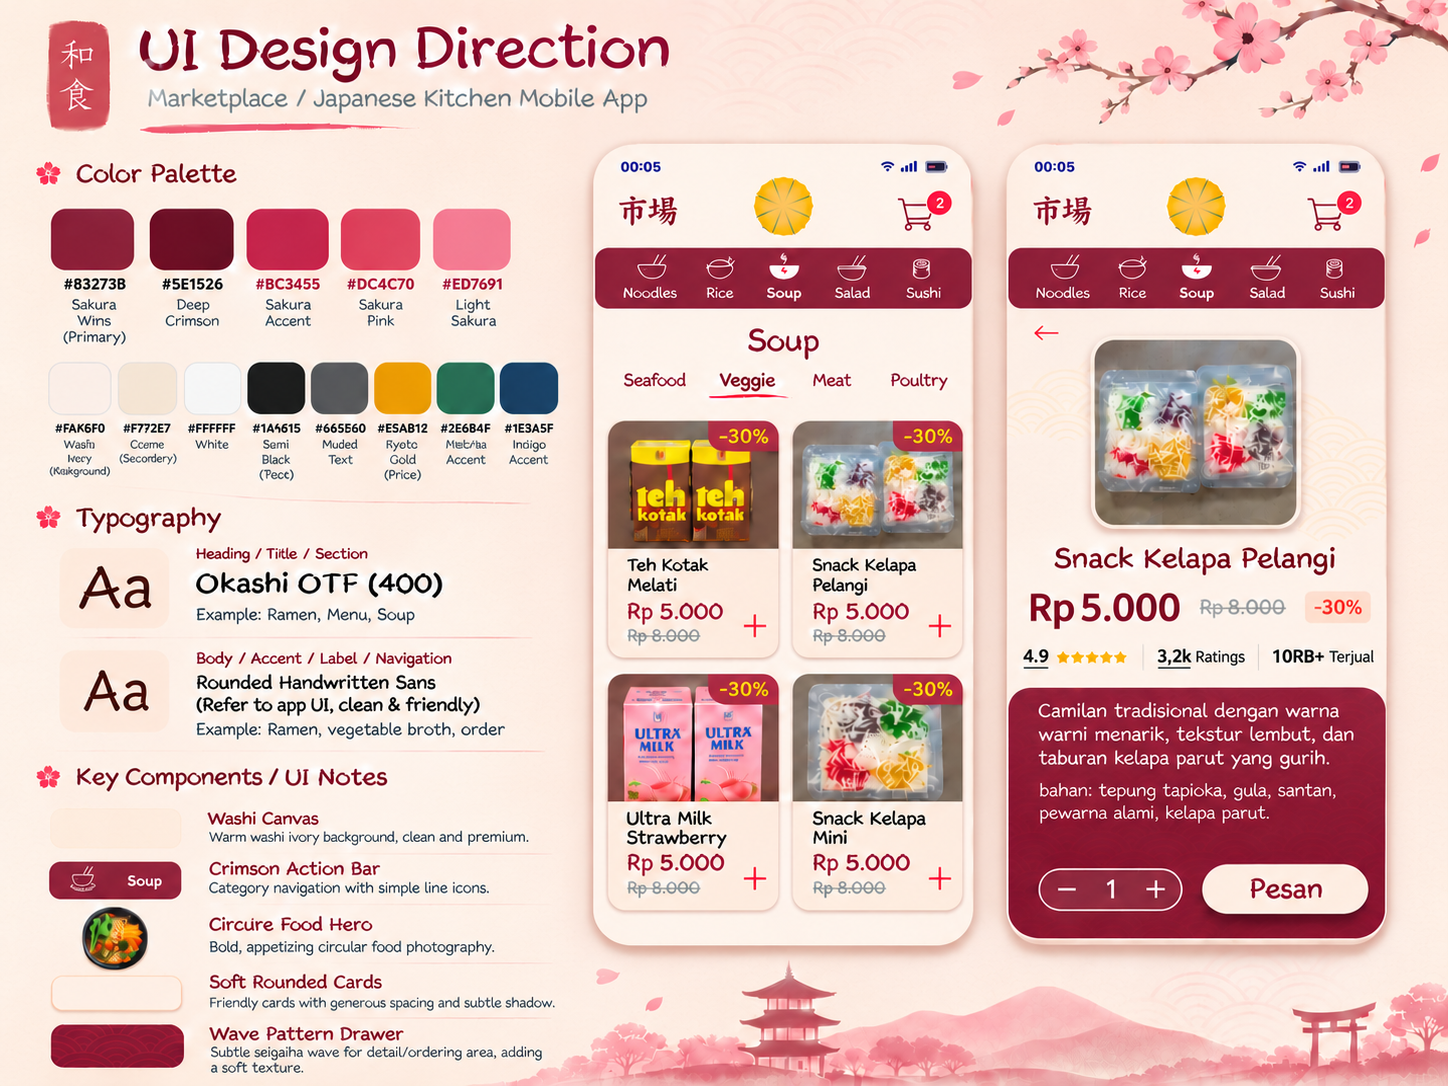 和食
UI Design Direction
Marketplace / Japanese Kitchen Mobile App
Color Palette
#83273B
Sakura
Wins
(Primary)
#5E1526
Deep
Crimson
#BC3455
Sakura
Accent
#DC4C70
Sakura
Pink
#ED7691
Light
Sakura
#FAK6F0
Washi
(Kaikground)
#F772E7
Cceme
(Secordery)
#FFFFFF
White
#1A4615
Semi
Black
(Tect)
#665E60
Muded
Text
#ESAB12
Ryoto
Gold
(Price)
#2E6B4F
Accent
#1E3A5F
Indigo
Accent
Typography
Aa
Heading / Title / Section
Okashi OTF (400)
Example: Ramen, Menu, Soup
Aa
Body / Accent / Label / Navigation
Rounded Handwritten Sans
(Refer to app UI, clean & friendly)
Example: Ramen, vegetable broth, order
Key Components / UI Notes
Washi Canvas
Warm washi ivory background, clean and premium.
Soup
Crimson Action Bar
Category navigation with simple line icons.
Circure Food Hero
Bold, appetizing circular food photography.
Soft Rounded Cards
Friendly cards with generous spacing and subtle shadow.
Wave Pattern Drawer
Subtle seigaiha wave for detail/ordering area, adding
a soft texture.
00:05
市場
2
Noodles Rice Soup Salad Sushi
Soup
Seafood Veggie Meat Poultry
-30%
teh
kotak
teh
kotak
Teh Kotak
Melati
Rp 5.000
Rp 8.000
-30%
Snack Kelapa
Pelangi
Rp 5.000
Rp 8.000
-30%
ULTRA
MILK
ULTRA
MILK
Ultra Milk
Strawberry
Rp 5.000
Rp 8.000
-30%
Snack Kelapa
Mini
Rp 5.000
Rp 8.000
00:05
市場
2
Noodles Rice Soup Salad Sushi
Snack Kelapa Pelangi
Rp 5.000 Rp 8.000 -30%
4.9 3,2k Ratings 10RB+ Terjual
Camilan tradisional dengan warna
warni menarik, tekstur lembut, dan
taburan kelapa parut yang gurih.
bahan: tepung tapioka, gula, santan,
pewarna alami, kelapa parut.
1
Pesan